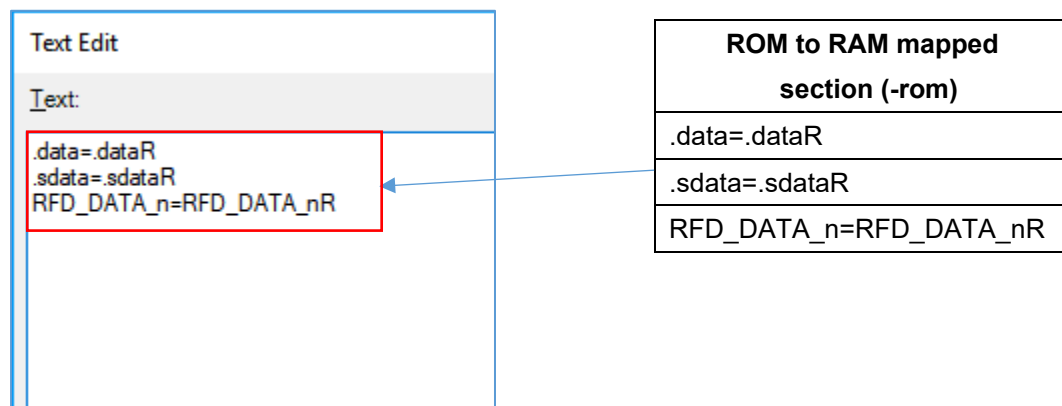 Text Edit
Text:
.data=.dataR
.sdata=.sdataR
RFD_DATA_n=RFD_DATA_nR
ROM to RAM mapped
section (-rom)
.data=.dataR
.sdata=.sdataR
RFD_DATA_n=RFD_DATA_nR